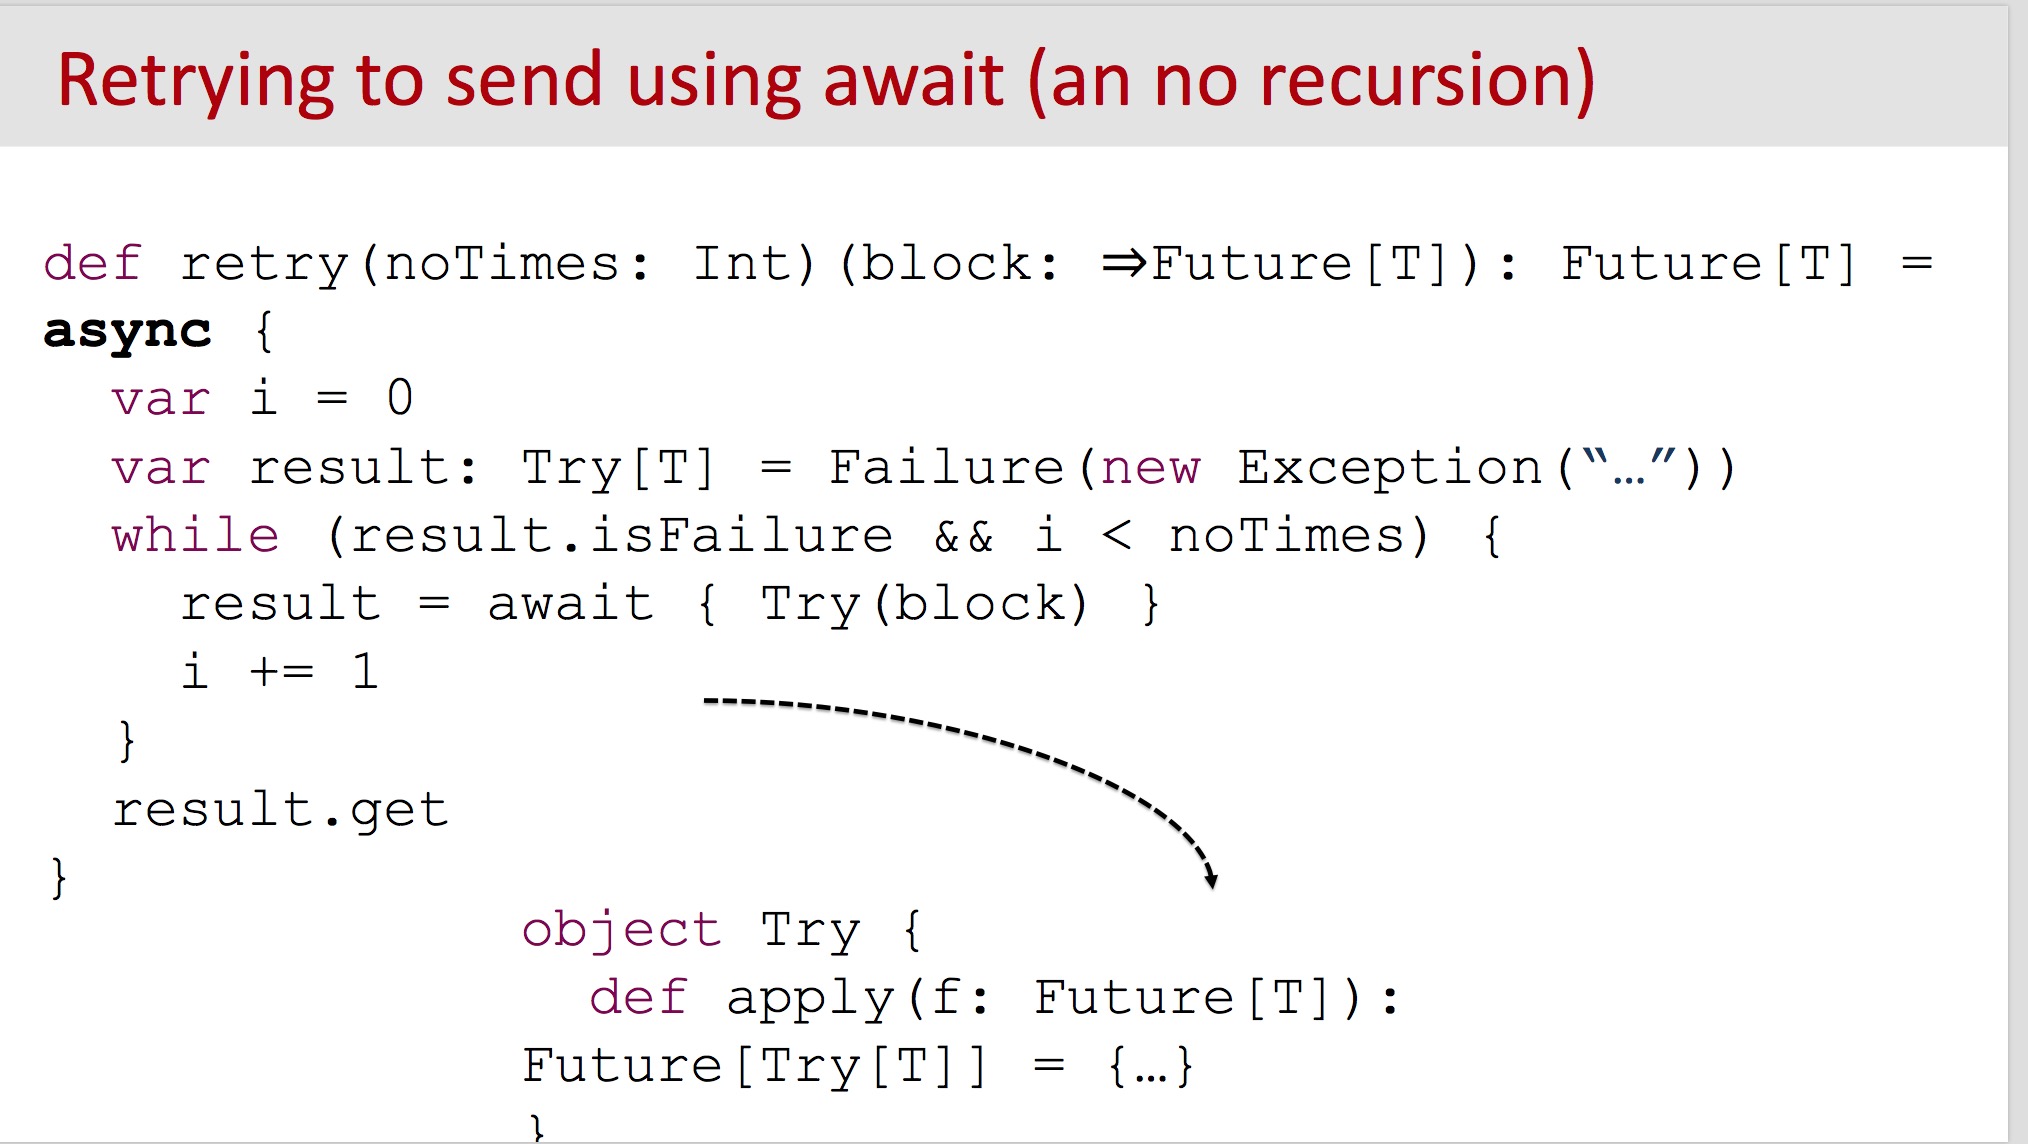 Retrying to send using await (an no recursion)
def retry(noTimes: Int)(block: ⇒Future[T]): Future[T] =
async {
  var i = 0
  var result: Try[T] = Failure(new Exception(“…”))
  while (result.isFailure && i < noTimes) {
    result = await { Try(block) }
    i += 1
  }
  result.get
}
object Try {
  def apply(f: Future[T]):
Future[Try[T]] = {…}
}